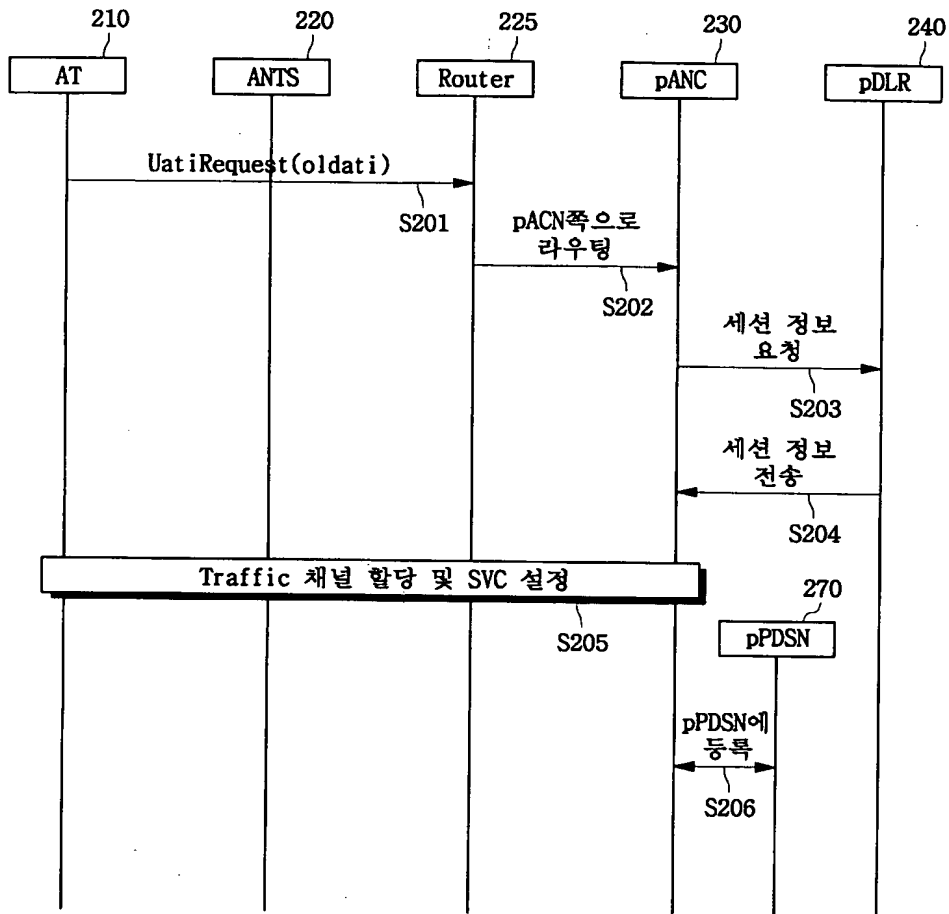 210
220
225
230
240
AT
ANTS
Router
pANC
pDLR
UatiRequest(oldati)
S201
pACN쪽으로
라우팅
S202
세션 정보
요청
S203
세션 정보
전송
S204
Traffic 채널 할당 및 SVC 설정
S205
270
pPDSN
pPDSN에
등록
S206